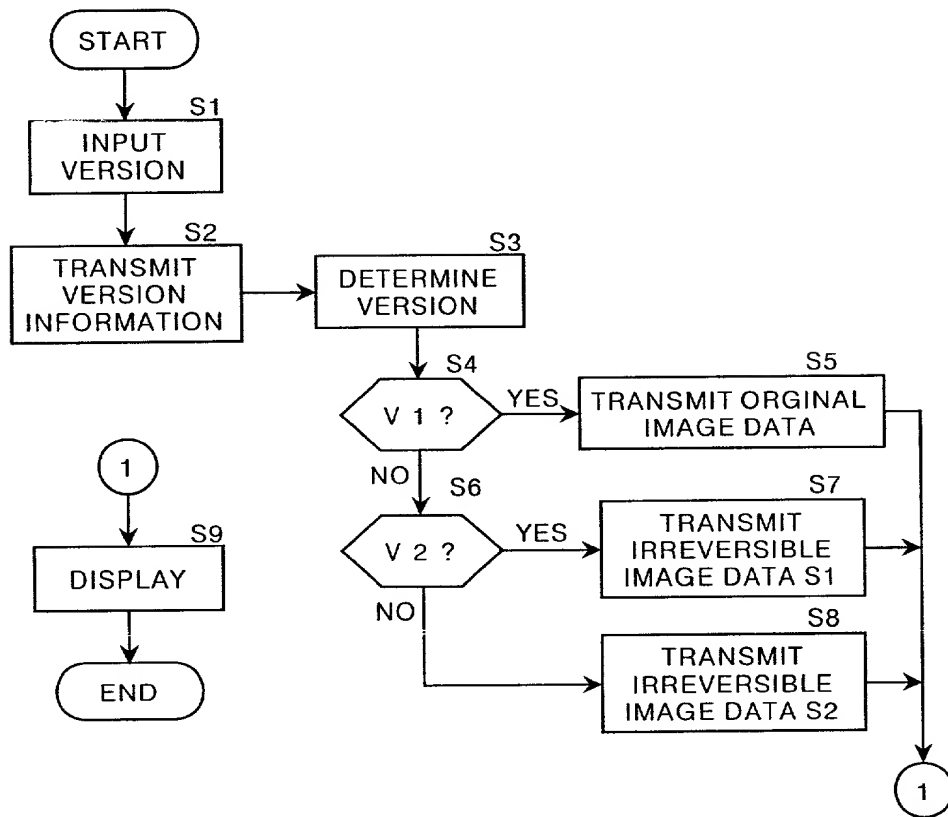 START
S1
INPUT
VERSION
S2
TRANSMIT
VERSION
INFORMATION
S3
DETERMINE
VERSION
S4
V 1 ?
YES
NO
S5
TRANSMIT ORGINAL
IMAGE DATA
S6
V 2 ?
YES
NO
S7
TRANSMIT
IRREVERSIBLE
IMAGE DATA S1
S8
TRANSMIT
IRREVERSIBLE
IMAGE DATA S2
1
1
S9
DISPLAY
END